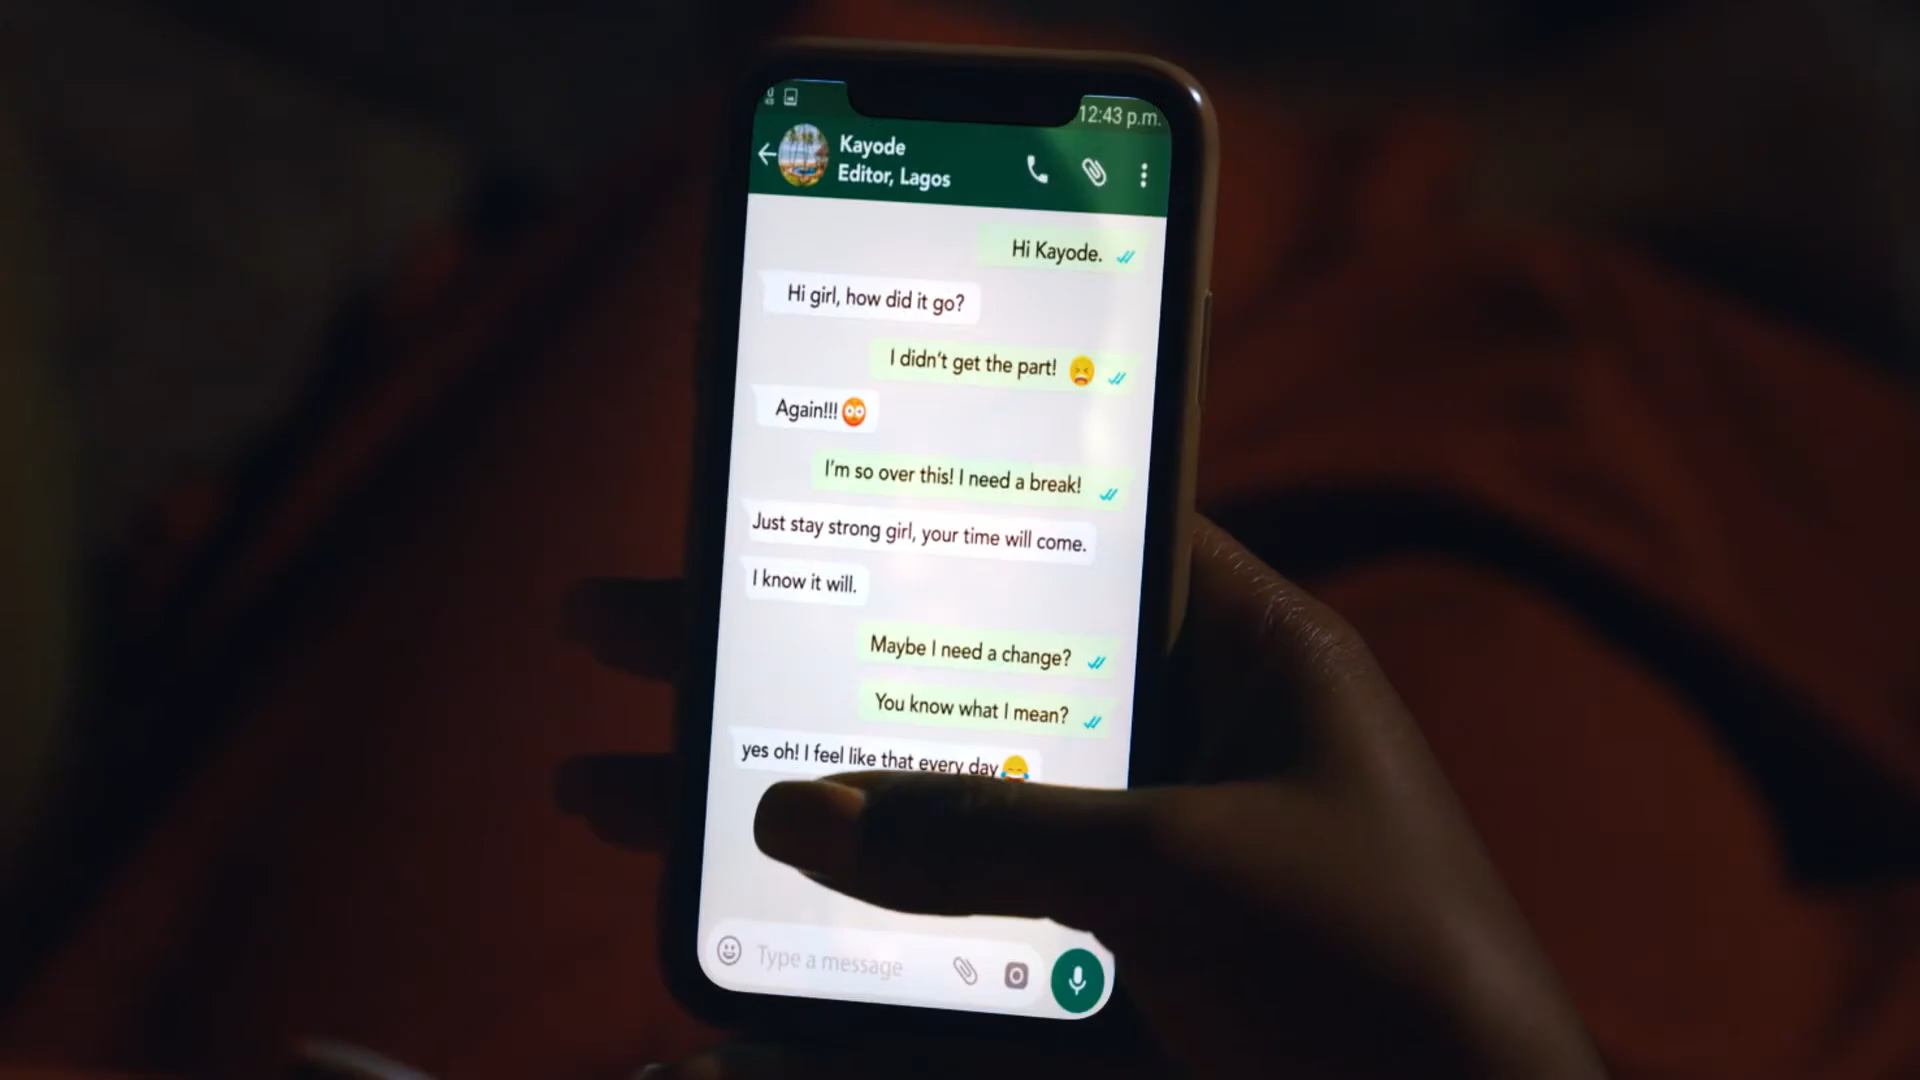 12:43 p.m.
Kayode
Editor, Lagos
Hi Kayode.
Hi girl, how did it go?
I didn't get the part!
Again!!!
I'm so over this! I need a break!
Just stay strong girl, your time will come.
I know it will.
Maybe I need a change?
You know what I mean?
yes oh! I feel like that every day
Type a message